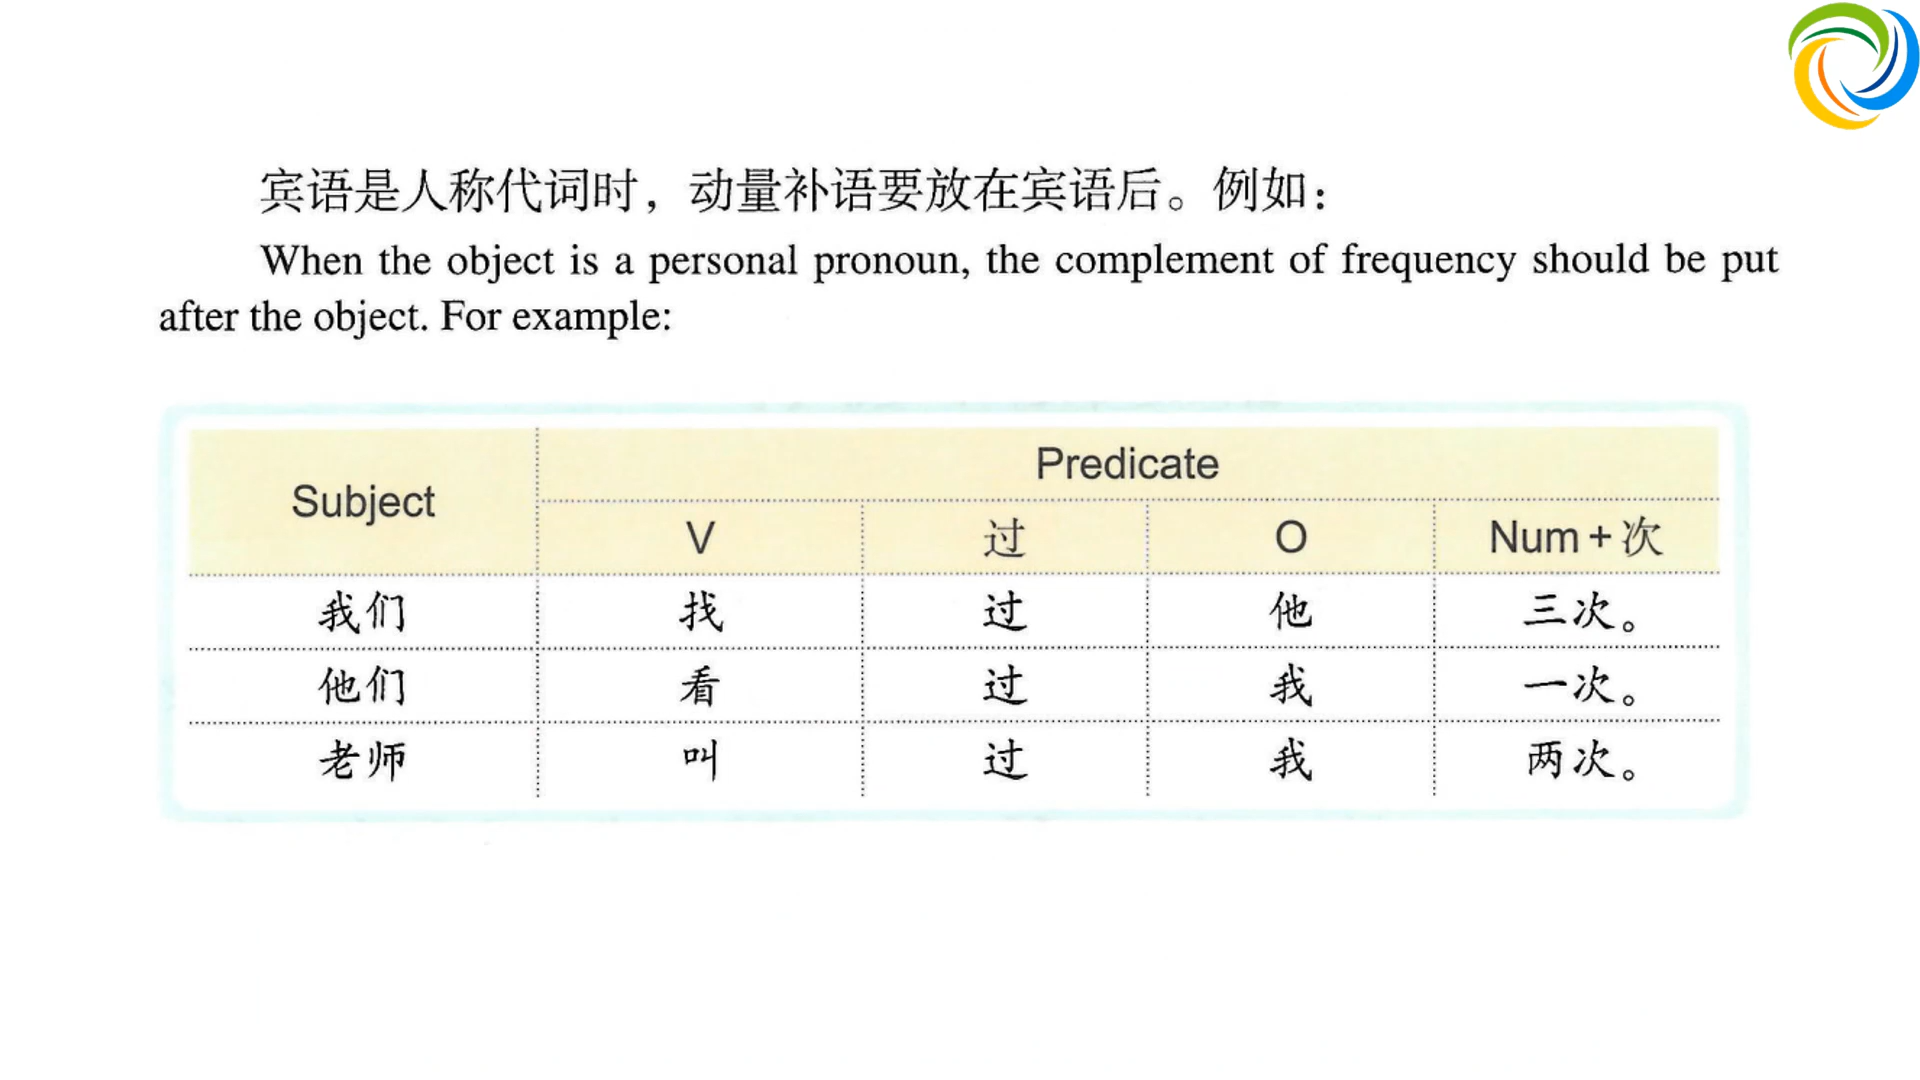 宾语是人称代词时，动量补语要放在宾语后。例如：
When the object is a personal pronoun, the complement of frequency should be put
after the object. For example:
Subject Predicate
V 过 O Num + 次
我们 找 过 他 三次。
他们 看 过 我 一次。
老师 叫 过 我 两次。